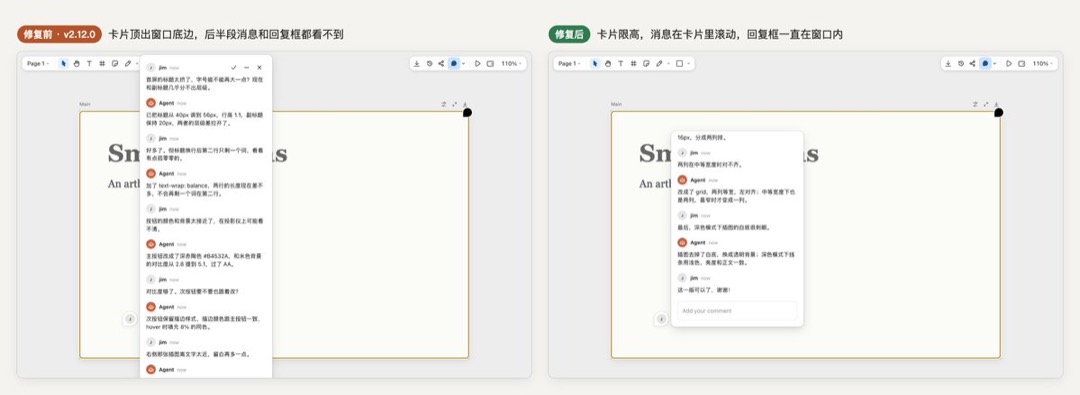 修复前 · v2.12.0
卡片顶出窗口底边，后半段消息和回复框都看不到
Page 1
110%
Main
Sm
s
An art
J
jim now
首屏的标题太挤了，字号能不能再大一点？现在
和副标题几乎分不出层级。
Agent now
已把标题从 40px 调到 56px，行高 1.1，副标题
保持 20px，两者的层级差拉开了。
J
jim now
好多了，但标题换行后第二行只剩一个词，看着
有点孤零零的。
Agent now
加了 text-wrap: balance，两行的长度现在差不
多，不会再剩一个词在第二行。
J
jim now
按钮的颜色和背景太接近了，在投影仪上可能看
不清。
Agent now
主按钮改成了深赤陶色 #B4532A，和米色背景
的对比度从 2.8 提到 5.1，过了 AA。
J
jim now
对比度够了。次按钮要不要也跟着改？
Agent now
次按钮保留描边样式，描边颜色跟主按钮一致，
hover 时填充 8% 的同色。
J
jim now
右侧那张插图离文字太近，留白再多一点。
Agent now
J
修复后
卡片限高，消息在卡片里滚动，回复框一直在窗口内
Page 1
110%
Main
Sm
s
An artl
16px，分成两列排。
J
jim now
两列在中等宽度时对不齐。
Agent now
改成了 grid，两列等宽，左对齐；中等宽度下也
是两列，最窄时才变成一列。
J
jim now
最后，深色模式下插图的白底很刺眼。
Agent now
插图去掉了白底，换成透明背景；深色模式下线
条用浅色，亮度和正文一致。
J
jim now
这一版可以了，谢谢！
Add your comment
J